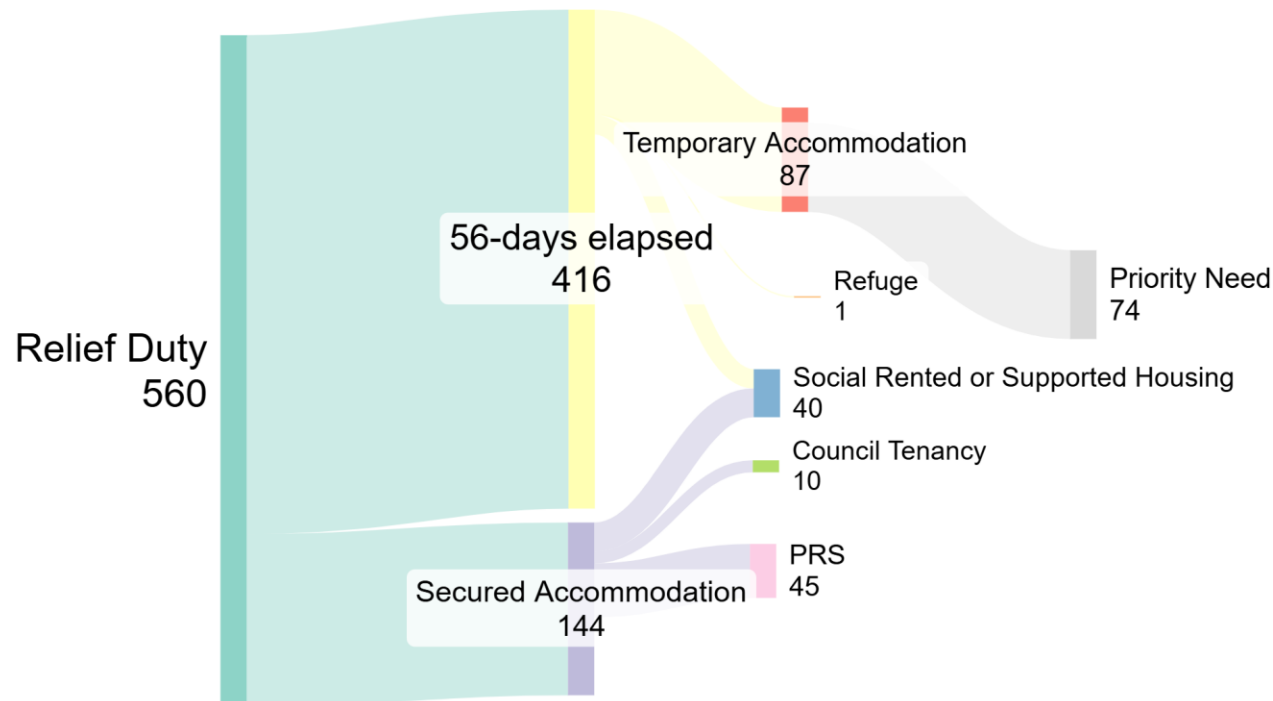 Relief Duty
560
56-days elapsed
416
Secured Accommodation
144
Temporary Accommodation
87
Refuge
1
Social Rented or Supported Housing
40
Council Tenancy
10
PRS
45
Priority Need
74